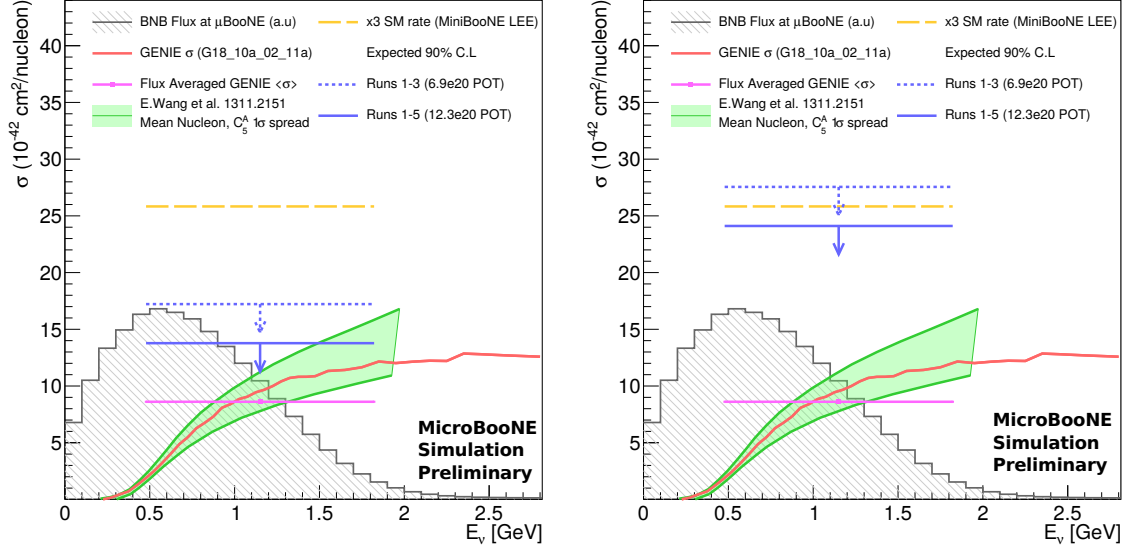 BNB Flux at μBooNE (a.u)
GENIE σ (G18_10a_02_11a)
Flux Averaged GENIE <σ>
E.Wang et al. 1311.2151
Mean Nucleon, C₅ᴬ 1σ spread
x3 SM rate (MiniBooNE LEE)
Expected 90% C.L
Runs 1-3 (6.9e20 POT)
Runs 1-5 (12.3e20 POT)
σ (10⁻⁴² cm²/nucleon)
40
35
30
25
20
15
10
5
0 0.5 1 1.5 2 2.5
E_ν [GeV]
MicroBooNE
Simulation
Preliminary
BNB Flux at μBooNE (a.u)
GENIE σ (G18_10a_02_11a)
Flux Averaged GENIE <σ>
E.Wang et al. 1311.2151
Mean Nucleon, C₅ᴬ 1σ spread
x3 SM rate (MiniBooNE LEE)
Expected 90% C.L
Runs 1-3 (6.9e20 POT)
Runs 1-5 (12.3e20 POT)
σ (10⁻⁴² cm²/nucleon)
40
35
30
25
20
15
10
5
0 0.5 1 1.5 2 2.5
E_ν [GeV]
MicroBooNE
Simulation
Preliminary